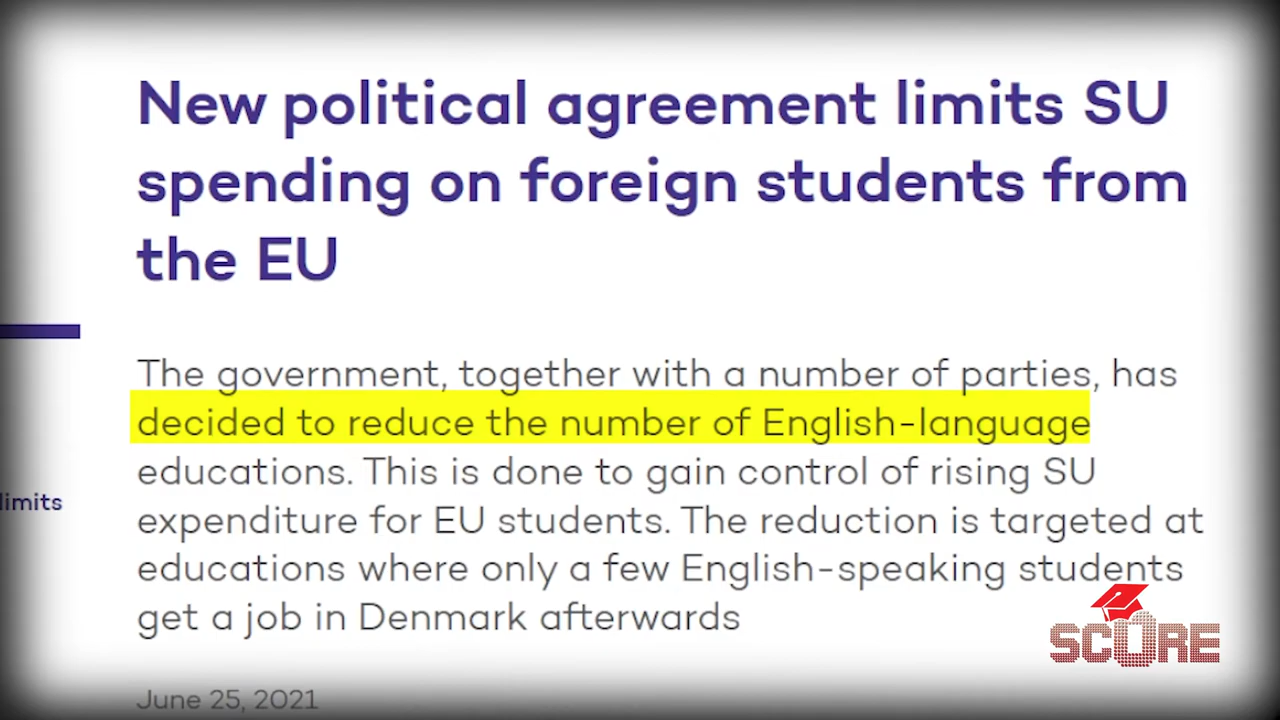 New political agreement limits SU
spending on foreign students from
the EU
The government, together with a number of parties, has
decided to reduce the number of English-language
educations. This is done to gain control of rising SU
expenditure for EU students. The reduction is targeted at
educations where only a few English-speaking students
get a job in Denmark afterwards
limits
June 25, 2021
SCORE